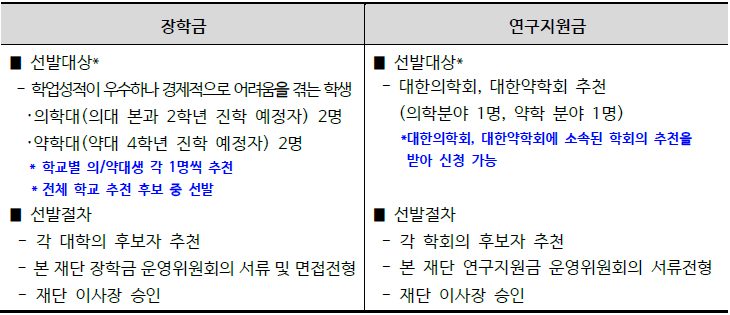 장학금
■ 선발대상*
- 학업성적이 우수하나 경제적으로 어려움을 겪는 학생
·의학대(의대 본과 2학년 진학 예정자) 2명
·약학대(약대 4학년 진학 예정자) 2명
* 학교별 의/약대생 각 1명씩 추천
* 전체 학교 추천 후보 중 선발
■ 선발절차
- 각 대학의 후보자 추천
- 본 재단 장학금 운영위원회의 서류 및 면접전형
- 재단 이사장 승인
연구지원금
■ 선발대상*
- 대한의학회, 대한약학회 추천
(의학분야 1명, 약학 분야 1명)
*대한의학회, 대한약학회에 소속된 학회의 추천을
받아 신청 가능
■ 선발절차
- 각 학회의 후보자 추천
- 본 재단 연구지원금 운영위원회의 서류전형
- 재단 이사장 승인